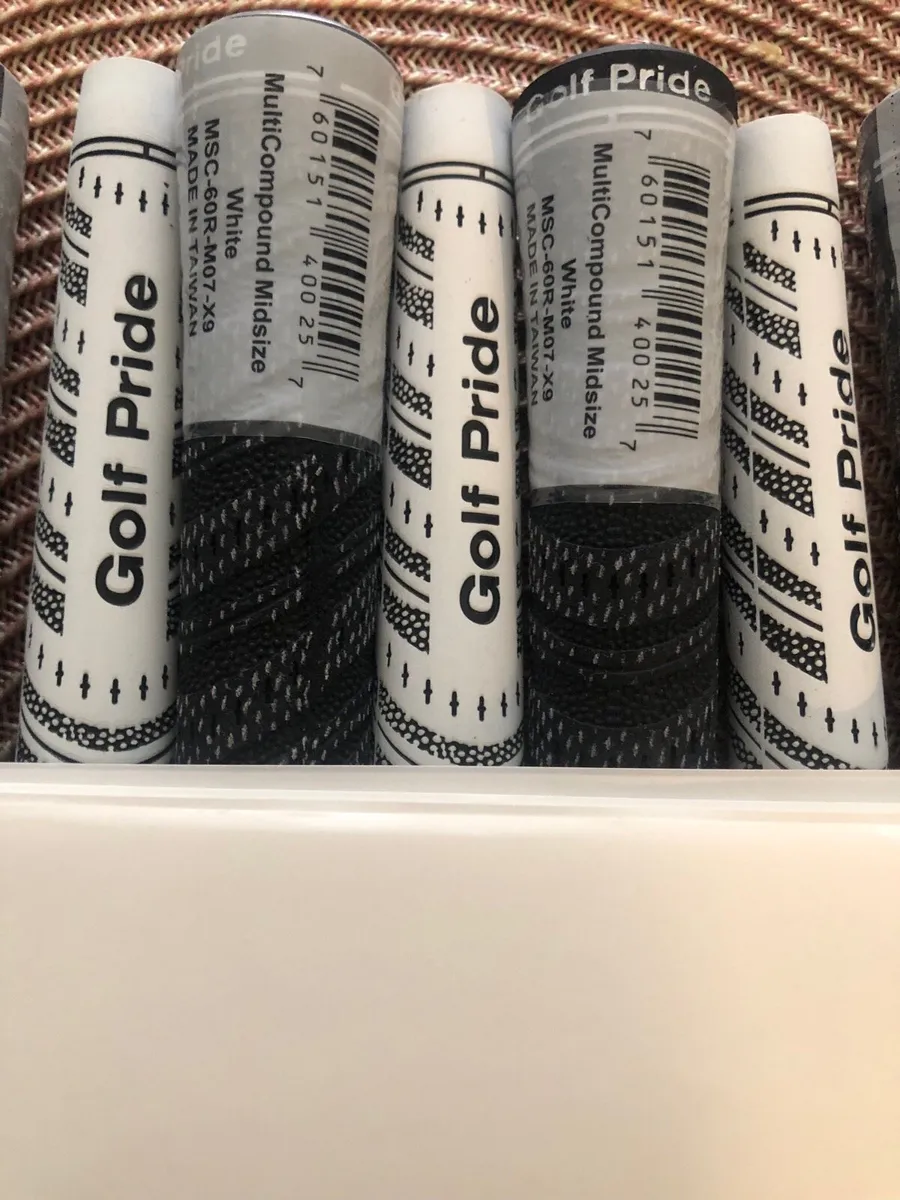 Golf Pride
ride
7 60151 40025 7
MultiCompound Midsize
White
MSC-60R-M07-X9
MADE IN TAIWAN
Golf Pride
Golf Pride
7 60151 40025 7
MultiCompound Midsize
White
MSC-60R-M07-X9
MADE IN TAIWAN
Golf Pride